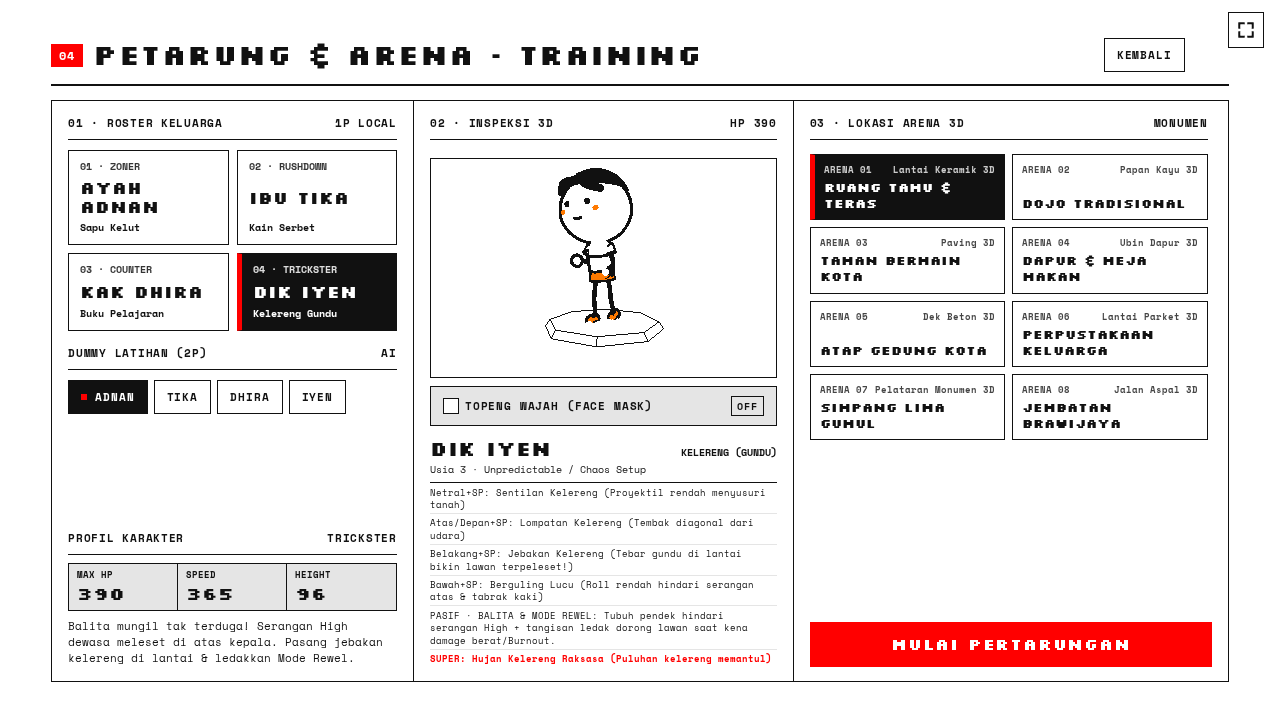 04 PETARUNG & ARENA - TRAINING
KEMBALI
01 · ROSTER KELUARGA 1P LOCAL
01 · ZONER
AYAH
ADNAN
Sapu Kelut
02 · RUSHDOWN
IBU TIKA
Kain Serbet
03 · COUNTER
KAK DHIRA
Buku Pelajaran
04 · TRICKSTER
DIK IYEN
Kelereng Gundu
DUMMY LATIHAN (2P) AI
ADNAN TIKA DHIRA IYEN
PROFIL KARAKTER TRICKSTER
MAX HP
390
SPEED
365
HEIGHT
96
Balita mungil tak terduga! Serangan High
dewasa meleset di atas kepala. Pasang jebakan
kelereng di lantai & ledakkan Mode Rewel.
02 · INSPEKSI 3D HP 390
TOPENG WAJAH (FACE MASK) OFF
DIK IYEN KELERENG (GUNDU)
Usia 3 · Unpredictable / Chaos Setup
Netral+SP: Sentilan Kelereng (Proyektil rendah menyusuri
tanah)
Atas/Depan+SP: Lompatan Kelereng (Tembak diagonal dari
udara)
Belakang+SP: Jebakan Kelereng (Tebar gundu di lantai
bikin lawan terpeleset!)
Bawah+SP: Berguling Lucu (Roll rendah hindari serangan
atas & tabrak kaki)
PASIF · BALITA & MODE REWEL: Tubuh pendek hindari
serangan High + tangisan ledak dorong lawan saat kena
damage berat/Burnout.
SUPER: Hujan Kelereng Raksasa (Puluhan kelereng memantul)
03 · LOKASI ARENA 3D MONUMEN
ARENA 01 Lantai Keramik 3D
RUANG TAMU &
TERAS
ARENA 02 Papan Kayu 3D
DOJO TRADISIONAL
ARENA 03 Paving 3D
TAMAN BERMAIN
KOTA
ARENA 04 Ubin Dapur 3D
DAPUR & MEJA
MAKAN
ARENA 05 Dek Beton 3D
ATAP GEDUNG KOTA
ARENA 06 Lantai Parket 3D
PERPUSTAKAAN
KELUARGA
ARENA 07 Pelataran Monumen 3D
SIMPANG LIMA
GUMUL
ARENA 08 Jalan Aspal 3D
JEMBATAN
BRAWIJAYA
MULAI PERTARUNGAN